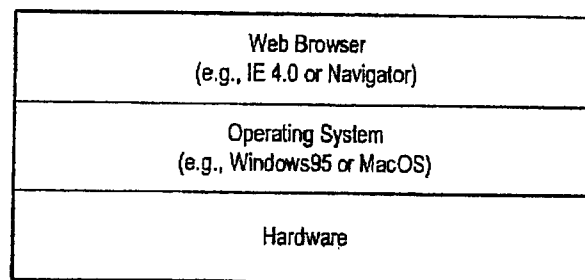 Web Browser
(e.g., IE 4.0 or Navigator)
Operating System
(e.g., Windows95 or MacOS)
Hardware